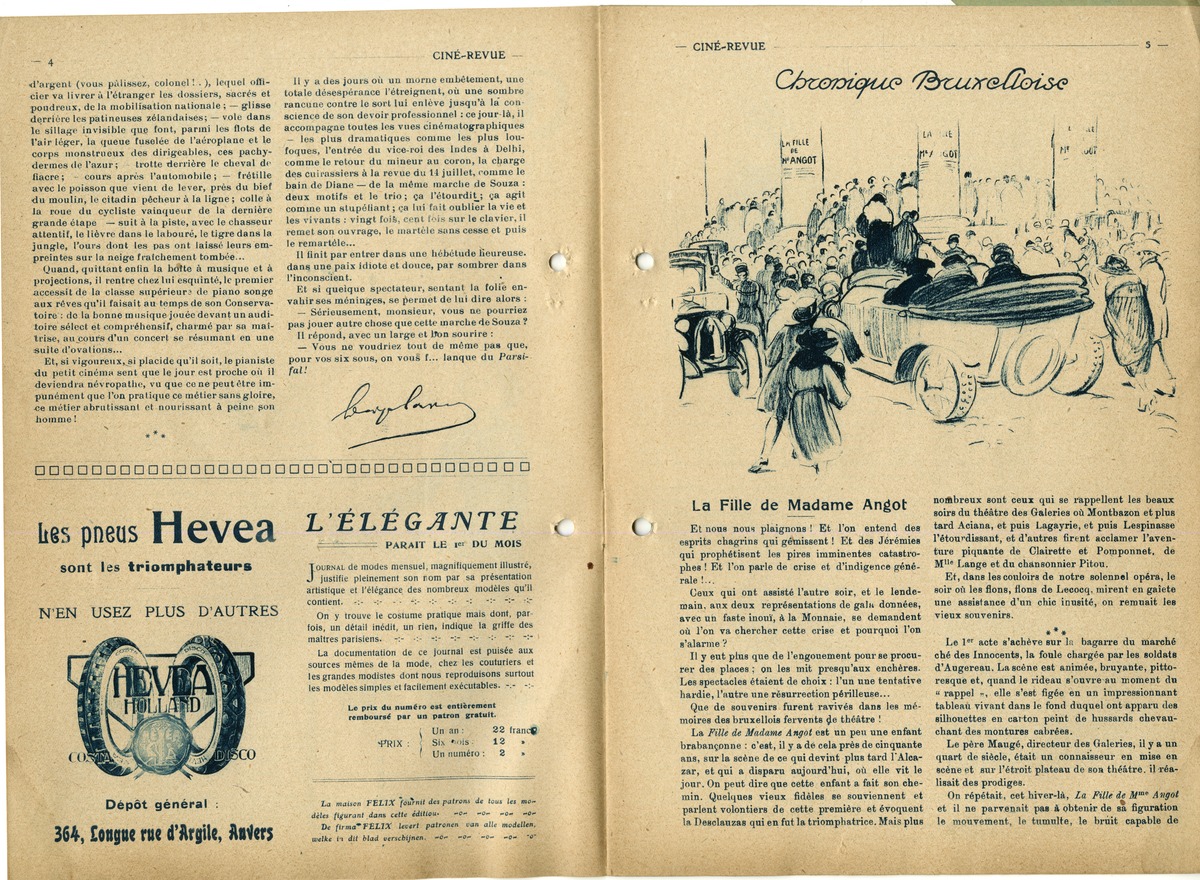 — 4
CINÉ-REVUE —
d'argent (vous pâlissez, colonel!..), lequel offi-
cier va livrer à l'étranger les dossiers, sacrés et
poudreux, de la mobilisation nationale ; — glisse
derrière les patineuses zélandaises; — vole dans
le sillage invisible que font, parmi les flots de
l'air léger, la queue fuselée de l'aéroplane et le
corps monstrueux des dirigeables, ces pachy-
dermes de l'azur; — trotte derrière le cheval de
fiacre; — cours après l'automobile; — frétille
avec le poisson que vient de lever, près du bief
du moulin, le citadin pêcheur à la ligne; colle à
la roue du cycliste vainqueur de la dernière
grande étape — suit à la piste, avec le chasseur
attentif, le lièvre dans le labouré, le tigre dans la
jungle, l'ours dont les pas ont laissé leurs em-
preintes sur la neige fraîchement tombée...
Quand, quittant enfin la boîte à musique et à
projections, il rentre chez lui esquinté, le premier
accessit de la classe supérieure de piano songe
aux rêves qu'il faisait au temps de son Conserva-
toire : de la bonne musique jouée devant un audi-
toire sélect et compréhensif, charmé par sa maî-
trise, au cours d'un concert se résumant en une
suite d'ovations...
Et, si vigoureux, si placide qu'il soit, le pianiste
du petit cinéma sent que le jour est proche où il
deviendra névropathe, vu que ce ne peut être im-
punément que l'on pratique ce métier sans gloire,
ce métier abrutissant et nourissant à peine son
homme!
* * *
Il y a des jours où un morne embêtement, une
totale désespérance l'étreignent, où une sombre
rancune contre le sort lui enlève jusqu'à la con-
science de son devoir professionnel : ce jour-là, il
accompagne toutes les vues cinématographiques
— les plus dramatiques comme les plus lou-
foques, l'entrée du vice-roi des Indes à Delhi,
comme le retour du mineur au coron, la charge
des cuirassiers à la revue du 14 juillet, comme le
bain de Diane — de la même marche de Souza :
deux motifs et le trio; ça l'étourdit; ça agit
comme un stupéfiant; ça lui fait oublier la vie et
les vivants : vingt fois, cent fois sur le clavier, il
remet son ouvrage, le martèle sans cesse et puis
le remartèle...
Il finit par entrer dans une hébétude heureuse,
dans une paix idiote et douce, par sombrer dans
l'inconscient.
Et si quelque spectateur, sentant la folie en-
vahir ses méninges, se permet de lui dire alors :
— Sérieusement, monsieur, vous ne pourriez
pas jouer autre chose que cette marche de Souza ?
Il répond, avec un large et bon sourire :
— Vous ne voudriez tout de même pas que,
pour vos six sous, on vous f... lanque du Parsi-
fal!
Les pneus Hevea
sont les triomphateurs
N'EN USEZ PLUS D'AUTRES
HEVEA
HOLLAND
DISCO
Dépôt général :
364, Longue rue d'Argile, Anvers
L'ÉLÉGANTE
PARAIT LE 1er DU MOIS
JOURNAL de modes mensuel, magnifiquement illustré,
justifie pleinement son nom par sa présentation
artistique et l'élégance des nombreux modèles qu'il
contient.
On y trouve le costume pratique mais dont, par-
fois, un détail inédit, un rien, indique la griffe des
maîtres parisiens.
La documentation de ce journal est puisée aux
sources mêmes de la mode, chez les couturiers et
les grandes modistes dont nous reproduisons surtout
les modèles simples et facilement exécutables.
Le prix du numéro est entièrement
remboursé par un patron gratuit.
PRIX :
Un an : 22 francs
Six mois : 12 »
Un numéro : 2 »
La maison FELIX fournit des patrons de tous les mo-
dèles figurant dans cette édition.
De firma FELIX levert patronen van alle modellen,
welke in dit blad verschijnen.
— CINÉ-REVUE
5 —
Chronique Bruxelloise
LA FILLE
DE
Me ANGOT
La Fille de Madame Angot
Et nous nous plaignons ! Et l'on entend des
esprits chagrins qui gémissent ! Et des Jérémies
qui prophétisent les pires imminentes catastro-
phes ! Et l'on parle de crise et d'indigence géné-
rale !...
Ceux qui ont assisté l'autre soir, et le lende-
main, aux deux représentations de gala données,
avec un faste inouï, à la Monnaie, se demandent
où l'on va chercher cette crise et pourquoi l'on
s'alarme ?
Il y eut plus que de l'engouement pour se procu-
rer des places ; on les mit presqu'aux enchères.
Les spectacles étaient de choix : l'un une tentative
hardie, l'autre une résurrection périlleuse...
Que de souvenirs furent ravivés dans les mé-
moires des bruxellois fervents de théâtre !
La Fille de Madame Angot est un peu une enfant
brabançonne : c'est, il y a de cela près de cinquante
ans, sur la scène de ce qui devint plus tard l'Alca-
zar, et qui a disparu aujourd'hui, où elle vit le
jour. On peut dire que cette enfant a fait son che-
min. Quelques vieux fidèles se souviennent et
parlent volontiers de cette première et évoquent
la Desclauzas qui en fut la triomphatrice. Mais plus
nombreux sont ceux qui se rappellent les beaux
soirs du théâtre des Galeries où Montbazon et plus
tard Aciana, et puis Lagayrie, et puis Lespinasse
l'étourdissant, et d'autres firent acclamer l'aven-
ture piquante de Clairette et Pomponnet, de
Mlle Lange et du chansonnier Pitou.
Et, dans les couloirs de notre solennel opéra, le
soir où les flons, flons de Lecocq, mirent en gaiete
une assistance d'un chic inusité, on remuait les
vieux souvenirs.
* * *
Le 1er acte s'achève sur la bagarre du marché
ché des Innocents, la foule chargée par les soldats
d'Augereau. La scène est animée, bruyante, pitto-
resque et, quand le rideau s'ouvre au moment du
« rappel », elle s'est figée en un impressionnant
tableau vivant dans le fond duquel ont apparu des
silhouettes en carton peint de hussards chevau-
chant des montures cabrées.
Le père Maugé, directeur des Galeries, il y a un
quart de siècle, était un connaisseur en mise en
scène et sur l'étroit plateau de son théâtre, il réa-
lisait des prodiges.
On répétait, cet hiver-là, La Fille de Mme Angot
et il ne parvenait pas à obtenir de sa figuration
le mouvement, le tumulte, le bruit capable de